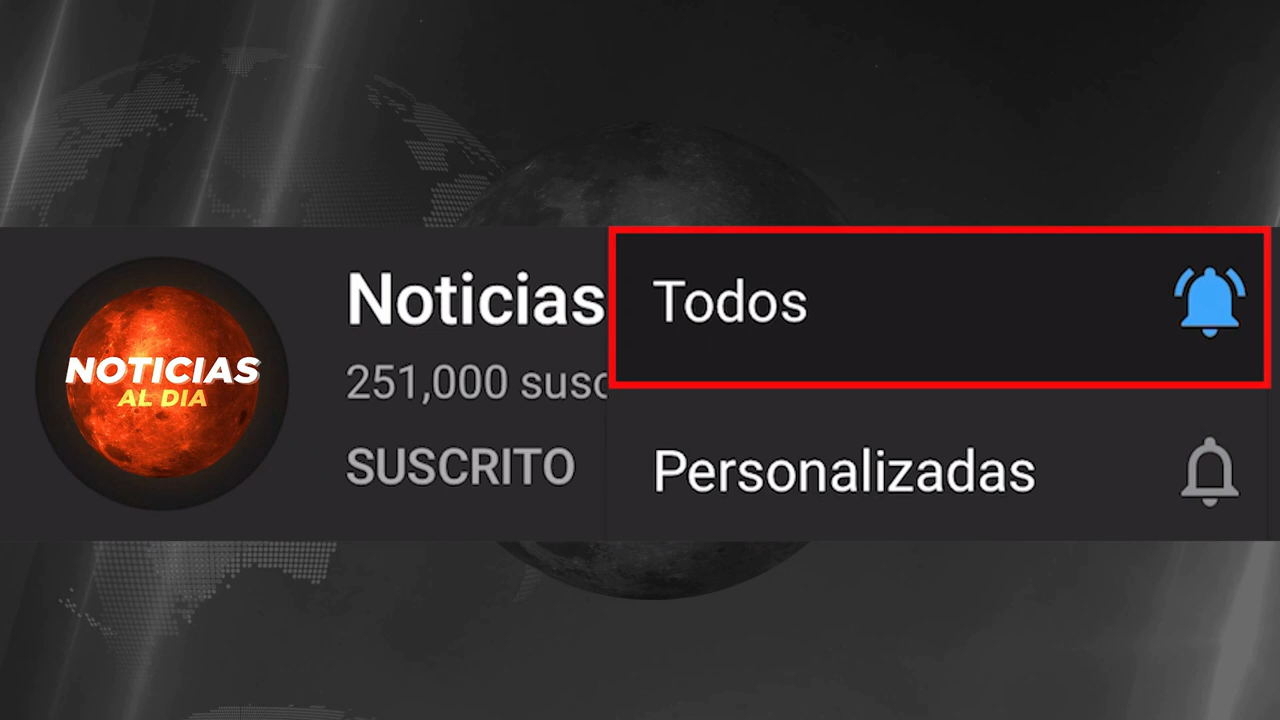 NOTICIAS
AL DIA
Noticias
251,000 susc
SUSCRITO
Todos
Personalizadas